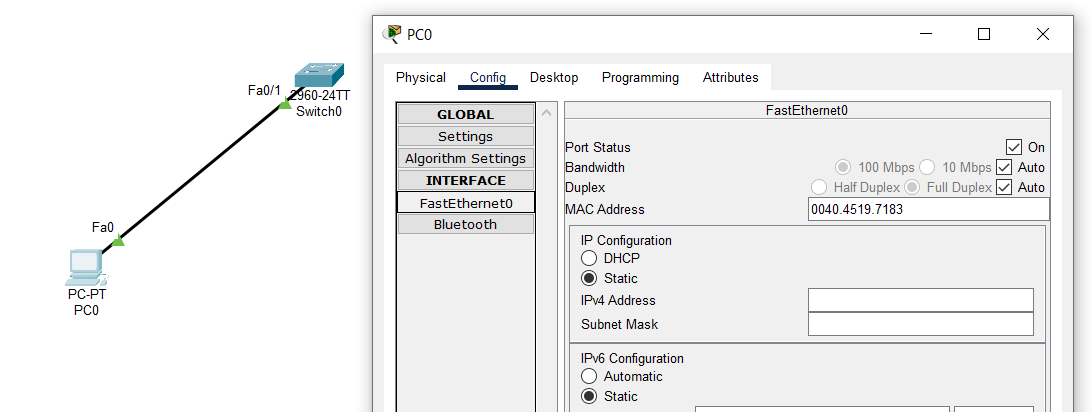 Fa0/1
2960-24TT
Switch0
Fa0
PC-PT
PC0
PC0
Physical Config Desktop Programming Attributes
GLOBAL
Settings
Algorithm Settings
INTERFACE
FastEthernet0
Bluetooth
FastEthernet0
Port Status On
Bandwidth 100 Mbps 10 Mbps Auto
Duplex Half Duplex Full Duplex Auto
MAC Address 0040.4519.7183
IP Configuration
DHCP
Static
IPv4 Address
Subnet Mask
IPv6 Configuration
Automatic
Static